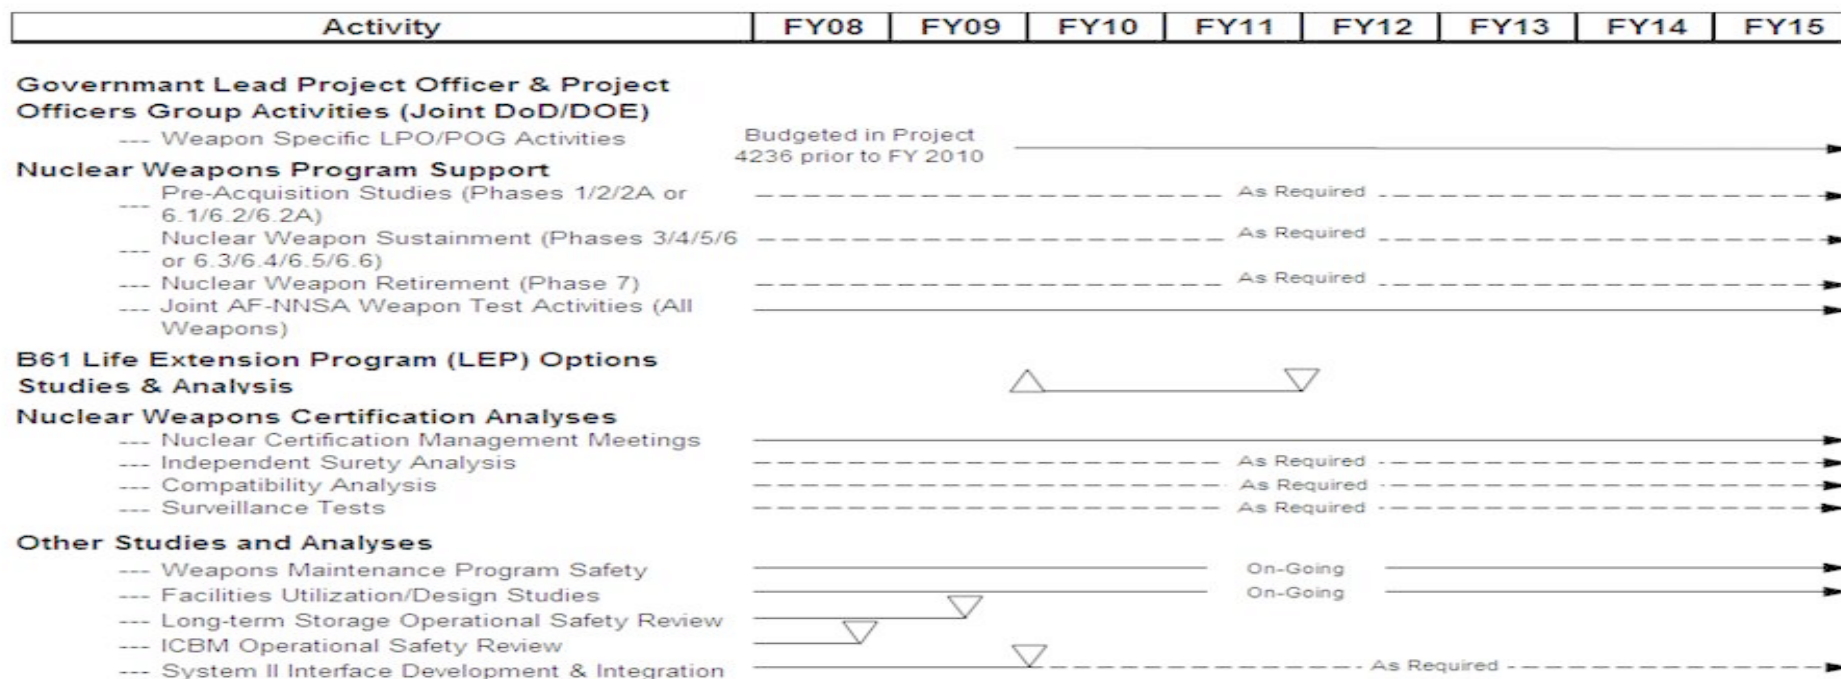 Activity FY08 FY09 FY10 FY11 FY12 FY13 FY14 FY15
Governmant Lead Project Officer & Project
Officers Group Activities (Joint DoD/DOE)
--- Weapon Specific LPO/POG Activities Budgeted in Project
4236 prior to FY 2010
Nuclear Weapons Program Support
--- Pre-Acquisition Studies (Phases 1/2/2A or As Required
6.1/6.2/6.2A)
--- Nuclear Weapon Sustainment (Phases 3/4/5/6 As Required
or 6.3/6.4/6.5/6.6)
--- Nuclear Weapon Retirement (Phase 7) As Required
--- Joint AF-NNSA Weapon Test Activities (All
Weapons)
B61 Life Extension Program (LEP) Options
Studies & Analysis
Nuclear Weapons Certification Analyses
--- Nuclear Certification Management Meetings
--- Independent Surety Analysis As Required
--- Compatibility Analysis As Required
--- Surveillance Tests As Required
Other Studies and Analyses
--- Weapons Maintenance Program Safety On-Going
--- Facilities Utilization/Design Studies On-Going
--- Long-term Storage Operational Safety Review
--- ICBM Operational Safety Review
--- System II Interface Development & Integration As Required